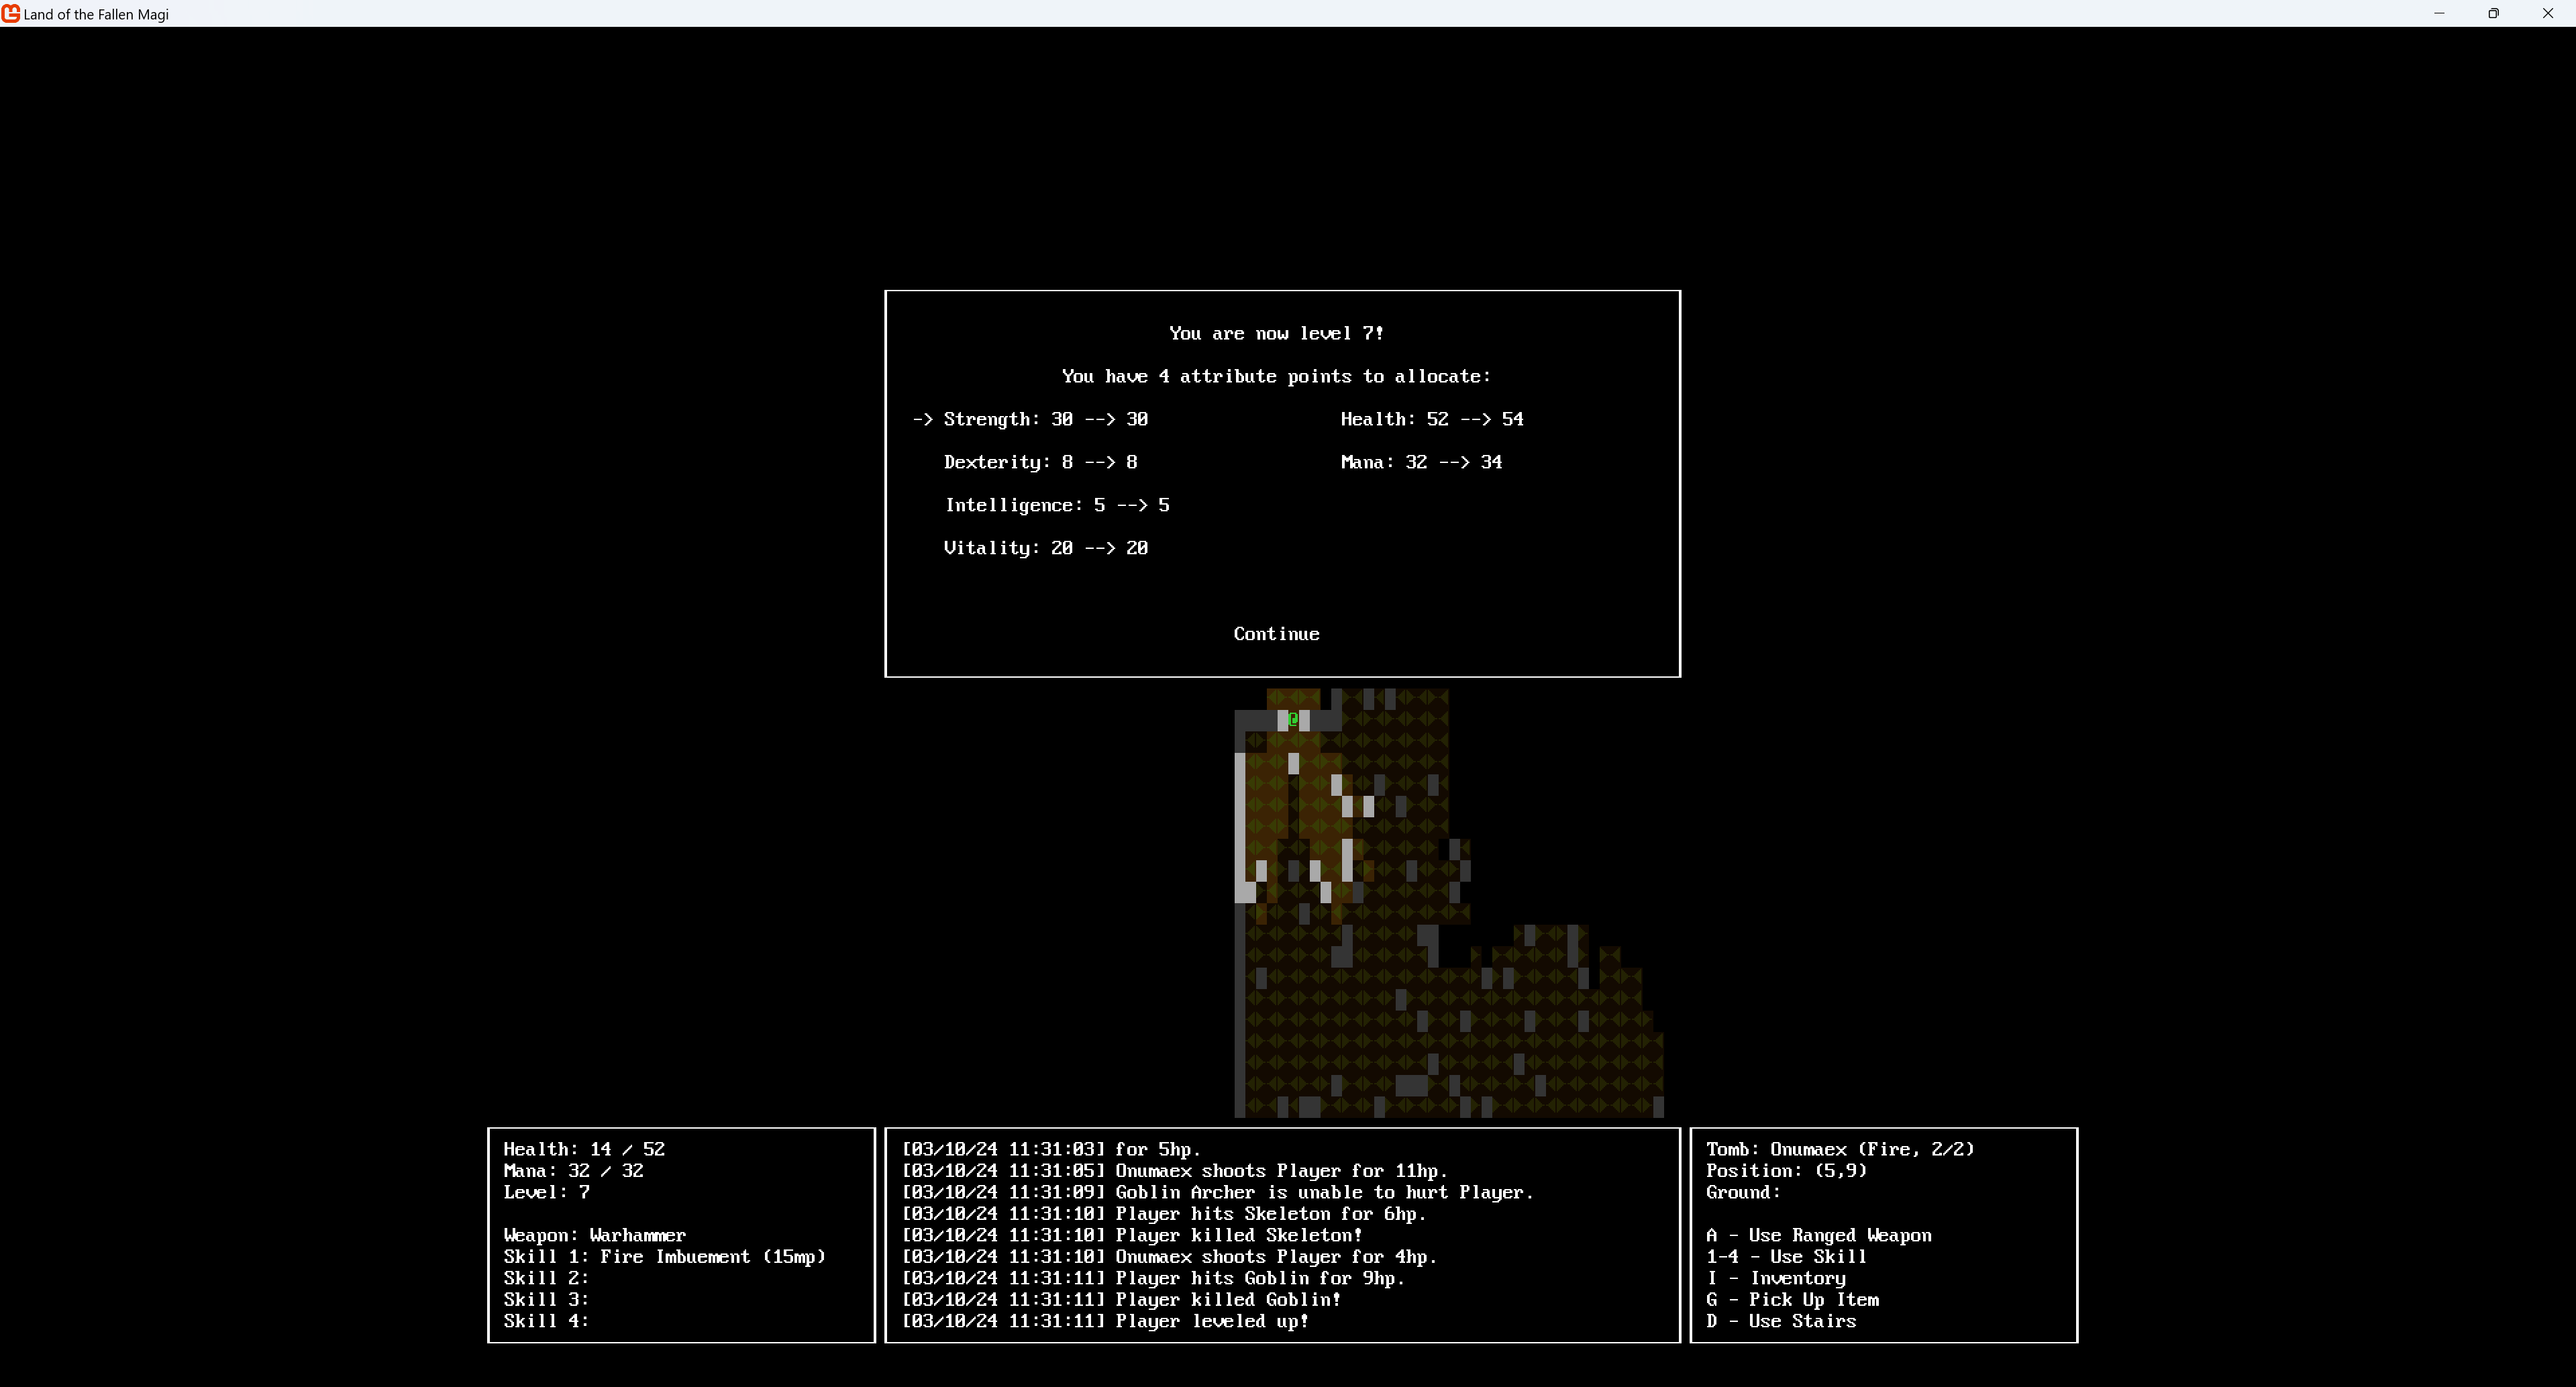 Land of the Fallen Magi
You are now level 7!
You have 4 attribute points to allocate:
-> Strength: 30 --> 30
Health: 52 --> 54
Dexterity: 8 --> 8
Mana: 32 --> 34
Intelligence: 5 --> 5
Vitality: 20 --> 20
Continue
@
Health: 14 / 52
Mana: 32 / 32
Level: 7
Weapon: Warhammer
Skill 1: Fire Imbuement (15mp)
Skill 2:
Skill 3:
Skill 4:
[03/10/24 11:31:03] for 5hp.
[03/10/24 11:31:05] Onumaex shoots Player for 11hp.
[03/10/24 11:31:09] Goblin Archer is unable to hurt Player.
[03/10/24 11:31:10] Player hits Skeleton for 6hp.
[03/10/24 11:31:10] Player killed Skeleton!
[03/10/24 11:31:10] Onumaex shoots Player for 4hp.
[03/10/24 11:31:11] Player hits Goblin for 9hp.
[03/10/24 11:31:11] Player killed Goblin!
[03/10/24 11:31:11] Player leveled up!
Tomb: Onumaex (Fire, 2/2)
Position: (5,9)
Ground:
A - Use Ranged Weapon
1-4 - Use Skill
I - Inventory
G - Pick Up Item
D - Use Stairs